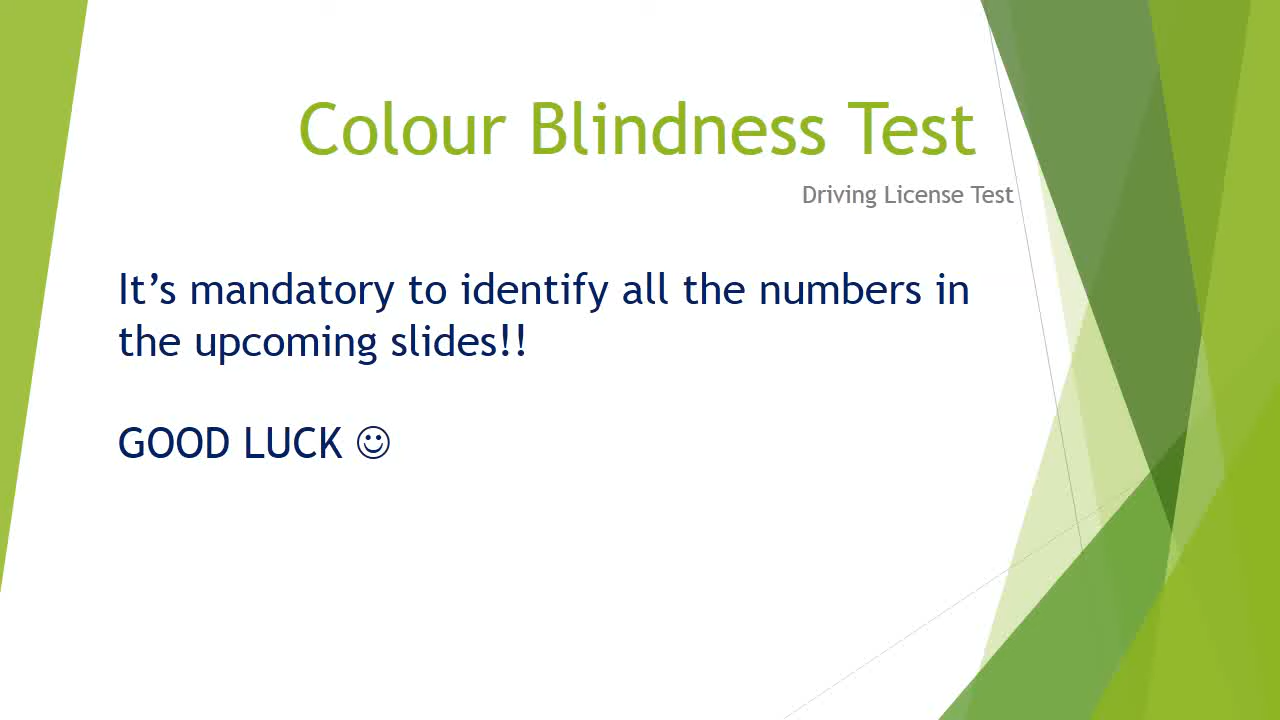 Colour Blindness Test
Driving License Test
It’s mandatory to identify all the numbers in
the upcoming slides!!
GOOD LUCK ☺